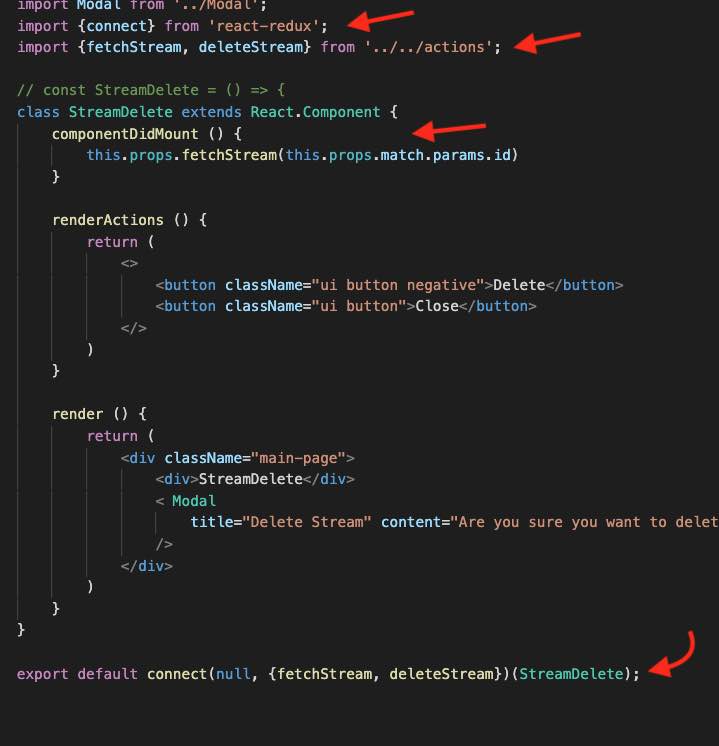 import Modal from '../Modal';
import {connect} from 'react-redux';
import {fetchStream, deleteStream} from '../../actions';
// const StreamDelete = () => {
class StreamDelete extends React.Component {
componentDidMount () {
this.props.fetchStream(this.props.match.params.id)
}
renderActions () {
return (
<>
<button className="ui button negative">Delete</button>
<button className="ui button">Close</button>
</>
)
}
render () {
return (
<div className="main-page">
<div>StreamDelete</div>
< Modal
title="Delete Stream" content="Are you sure you want to delet
/>
</div>
)
}
}
export default connect(null, {fetchStream, deleteStream})(StreamDelete);